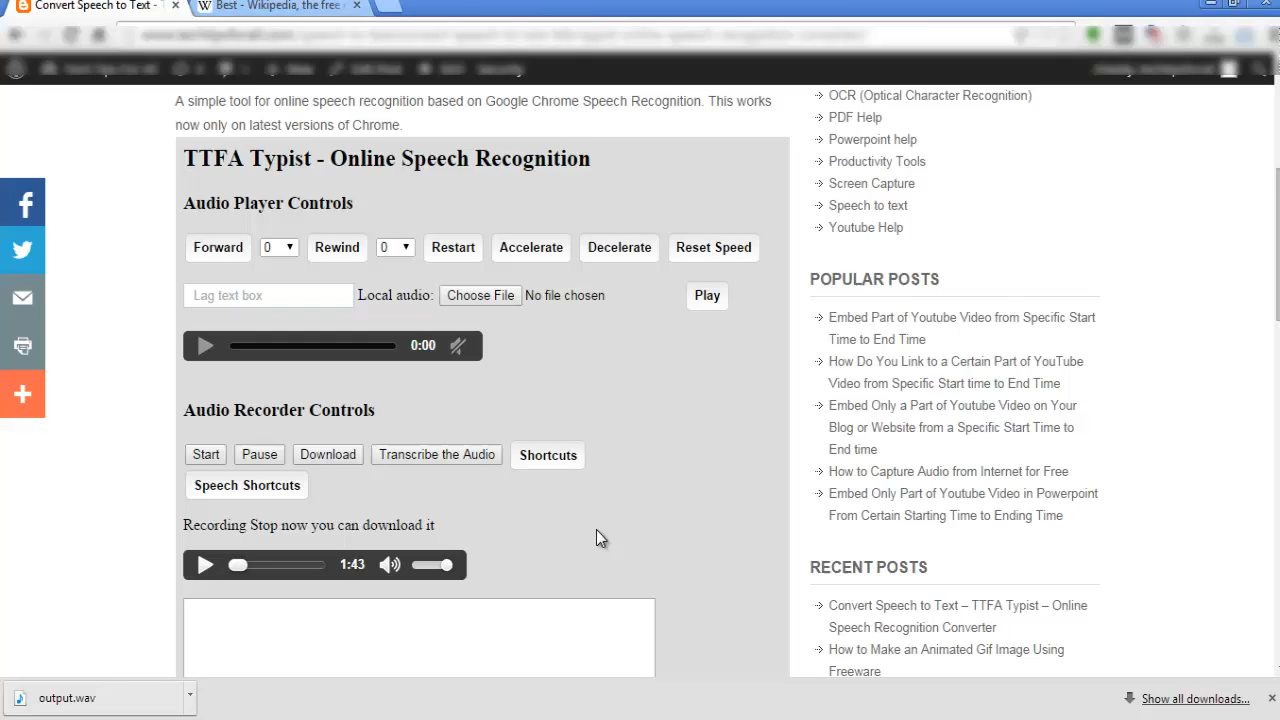 Convert Speech to Text -
Best - Wikipedia, the free
A simple tool for online speech recognition based on Google Chrome Speech Recognition. This works
now only on latest versions of Chrome.
TTFA Typist - Online Speech Recognition
Audio Player Controls
Forward 0 Rewind 0 Restart Accelerate Decelerate Reset Speed
Lag text box Local audio: Choose File No file chosen Play
0:00
Audio Recorder Controls
Start Pause Download Transcribe the Audio Shortcuts
Speech Shortcuts
Recording Stop now you can download it
1:43
OCR (Optical Character Recognition)
PDF Help
Powerpoint help
Productivity Tools
Screen Capture
Speech to text
Youtube Help
POPULAR POSTS
Embed Part of Youtube Video from Specific Start
Time to End Time
How Do You Link to a Certain Part of YouTube
Video from Specific Start time to End Time
Embed Only a Part of Youtube Video on Your
Blog or Website from a Specific Start Time to
End time
How to Capture Audio from Internet for Free
Embed Only Part of Youtube Video in Powerpoint
From Certain Starting Time to Ending Time
RECENT POSTS
Convert Speech to Text – TTFA Typist – Online
Speech Recognition Converter
How to Make an Animated Gif Image Using
Freeware
output.wav
Show all downloads...